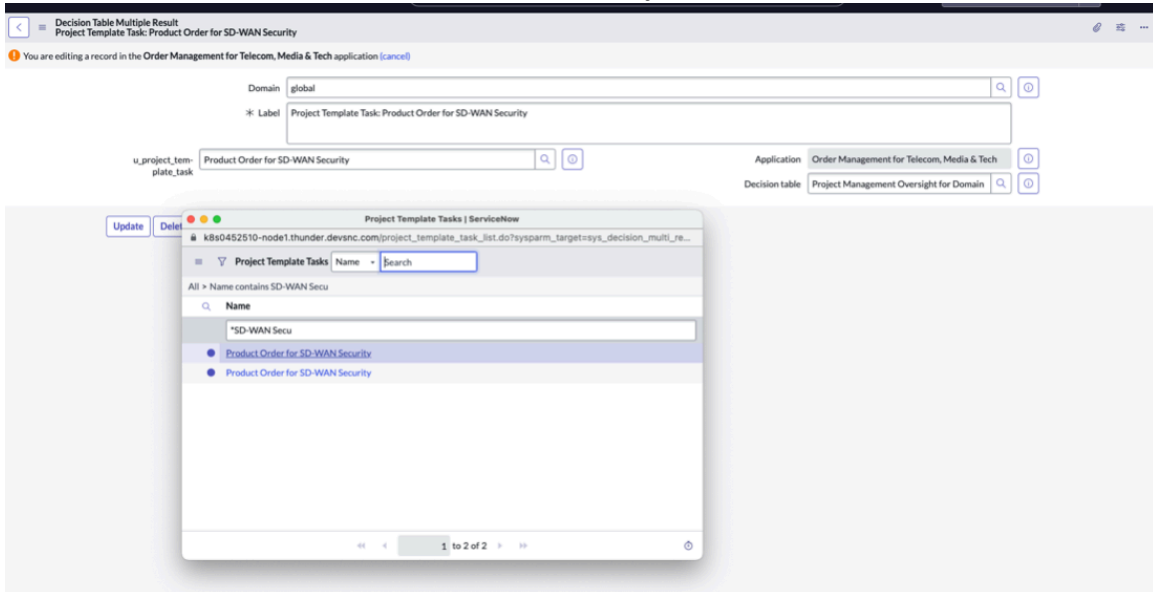 Decision Table Multiple Result
Project Template Task: Product Order for SD-WAN Security
You are editing a record in the Order Management for Telecom, Media & Tech application (cancel)
Domain global
* Label Project Template Task: Product Order for SD-WAN Security
u_project_tem-
plate_task Product Order for SD-WAN Security
Application Order Management for Telecom, Media & Tech
Decision table Project Management Oversight for Domain
Update Delet
Project Template Tasks | ServiceNow
k8s0452510-node1.thunder.devsnc.com/project_template_task_list.do?sysparm_target=sys_decision_multi_re...
Project Template Tasks Name Search
All > Name contains SD-WAN Secu
Name
*SD-WAN Secu
Product Order for SD-WAN Security
Product Order for SD-WAN Security
1 to 2 of 2